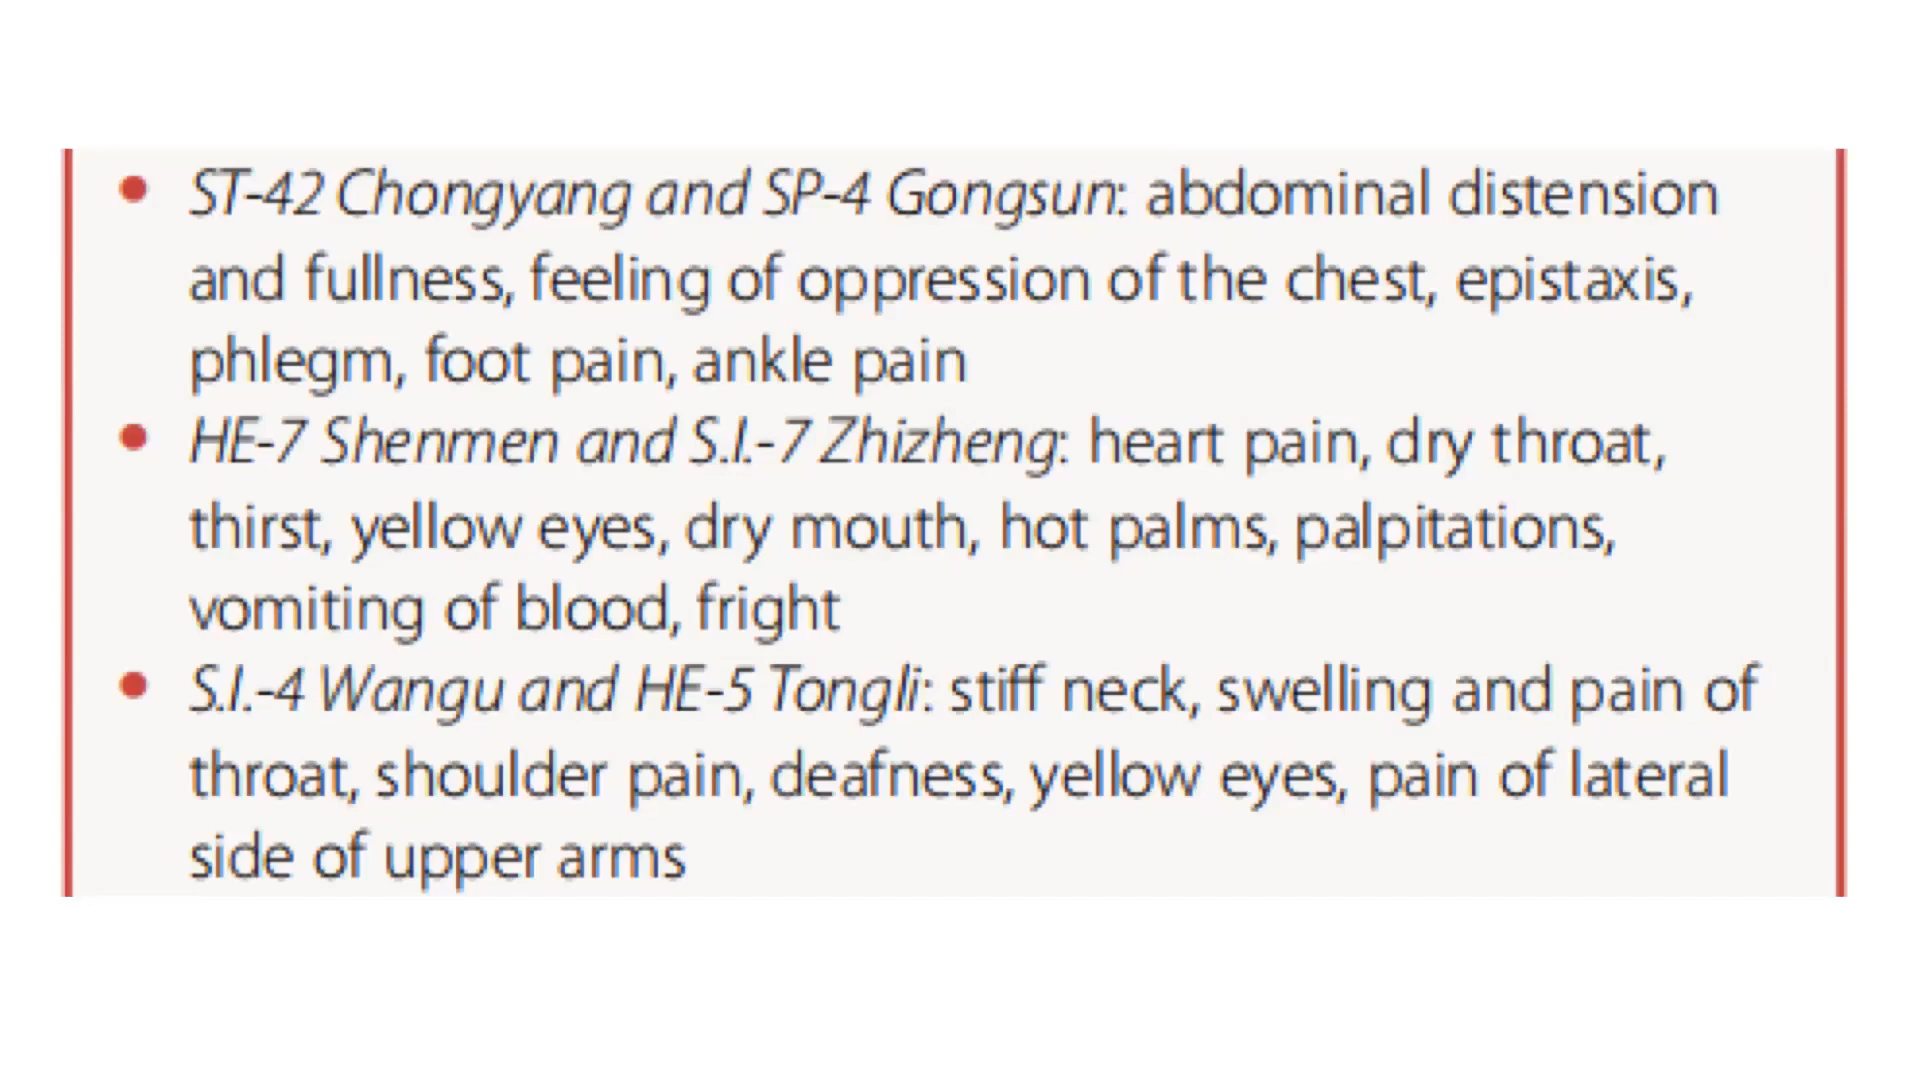 • ST-42 Chongyang and SP-4 Gongsun: abdominal distension
and fullness, feeling of oppression of the chest, epistaxis,
phlegm, foot pain, ankle pain
• HE-7 Shenmen and S.I.-7 Zhizheng: heart pain, dry throat,
thirst, yellow eyes, dry mouth, hot palms, palpitations,
vomiting of blood, fright
• S.I.-4 Wangu and HE-5 Tongli: stiff neck, swelling and pain of
throat, shoulder pain, deafness, yellow eyes, pain of lateral
side of upper arms